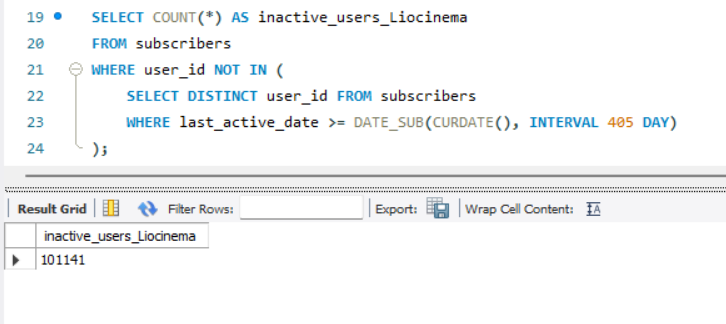 19 SELECT COUNT(*) AS inactive_users_Liocinema
20 FROM subscribers
21 WHERE user_id NOT IN (
22 SELECT DISTINCT user_id FROM subscribers
23 WHERE last_active_date >= DATE_SUB(CURDATE(), INTERVAL 405 DAY)
24 );
Result Grid Filter Rows: Export: Wrap Cell Content:
inactive_users_Liocinema
101141